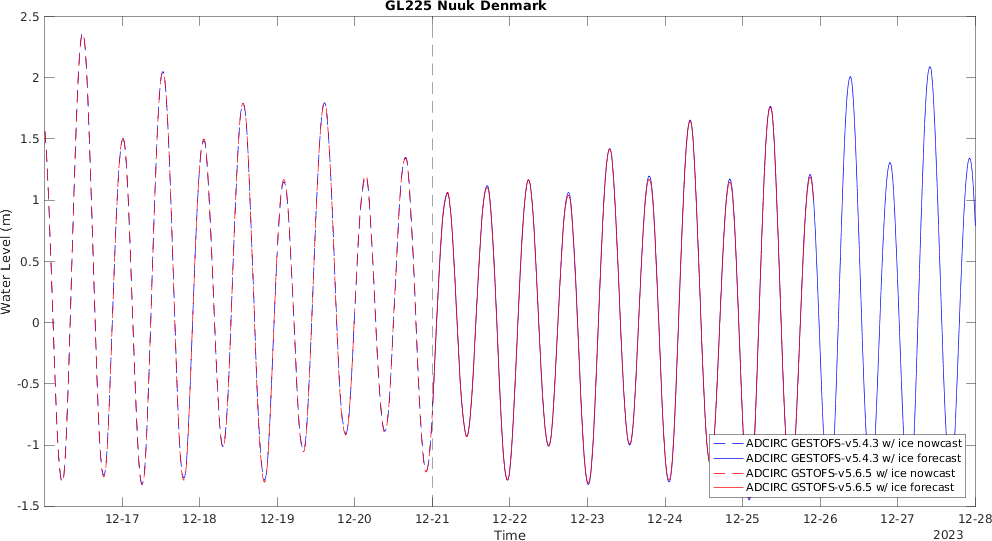 GL225 Nuuk Denmark
Water Level (m)
2.5
2
1.5
1
0.5
0
-0.5
-1
-1.5
12-17 12-18 12-19 12-20 12-21 12-22 12-23 12-24 12-25 12-26 12-27 12-28
Time
2023
ADCIRC GESTOFS-v5.4.3 w/ ice nowcast
ADCIRC GESTOFS-v5.4.3 w/ ice forecast
ADCIRC GSTOFS-v5.6.5 w/ ice nowcast
ADCIRC GSTOFS-v5.6.5 w/ ice forecast